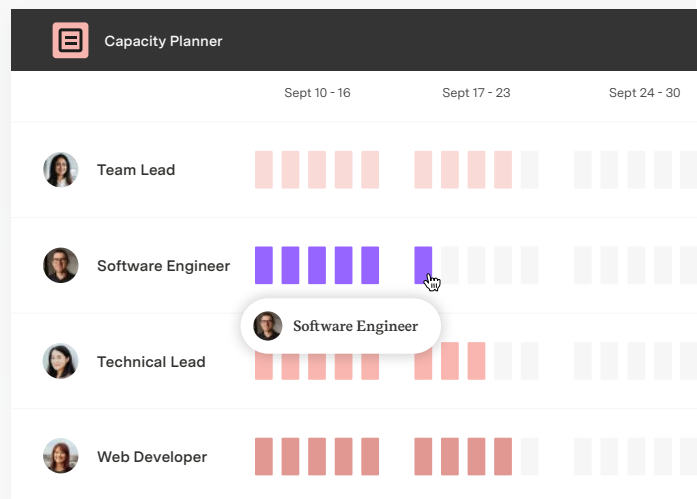 Capacity Planner
Sept 10 - 16 Sept 17 - 23 Sept 24 - 30
Team Lead
Software Engineer
Software Engineer
Technical Lead
Web Developer